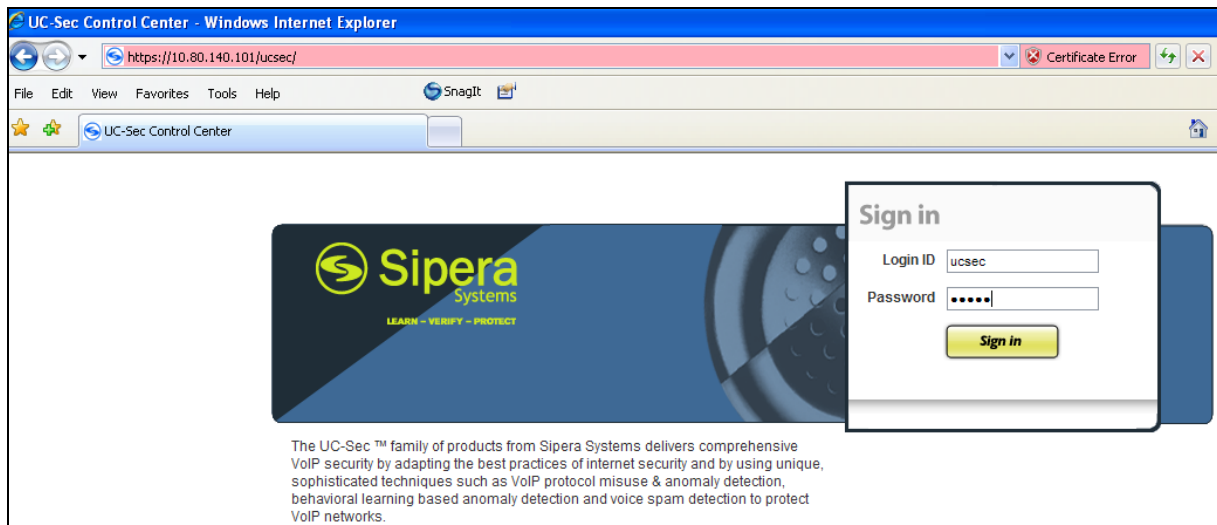 UC-Sec Control Center - Windows Internet Explorer
https://10.80.140.101/ucsec/
Certificate Error
File Edit View Favorites Tools Help
SnagIt
UC-Sec Control Center
Sign in
Login ID ucsec
Password •••••
Sign in
Sipera
Systems
LEARN – VERIFY – PROTECT
The UC-Sec ™ family of products from Sipera Systems delivers comprehensive
VoIP security by adapting the best practices of internet security and by using unique,
sophisticated techniques such as VoIP protocol misuse & anomaly detection,
behavioral learning based anomaly detection and voice spam detection to protect
VoIP networks.